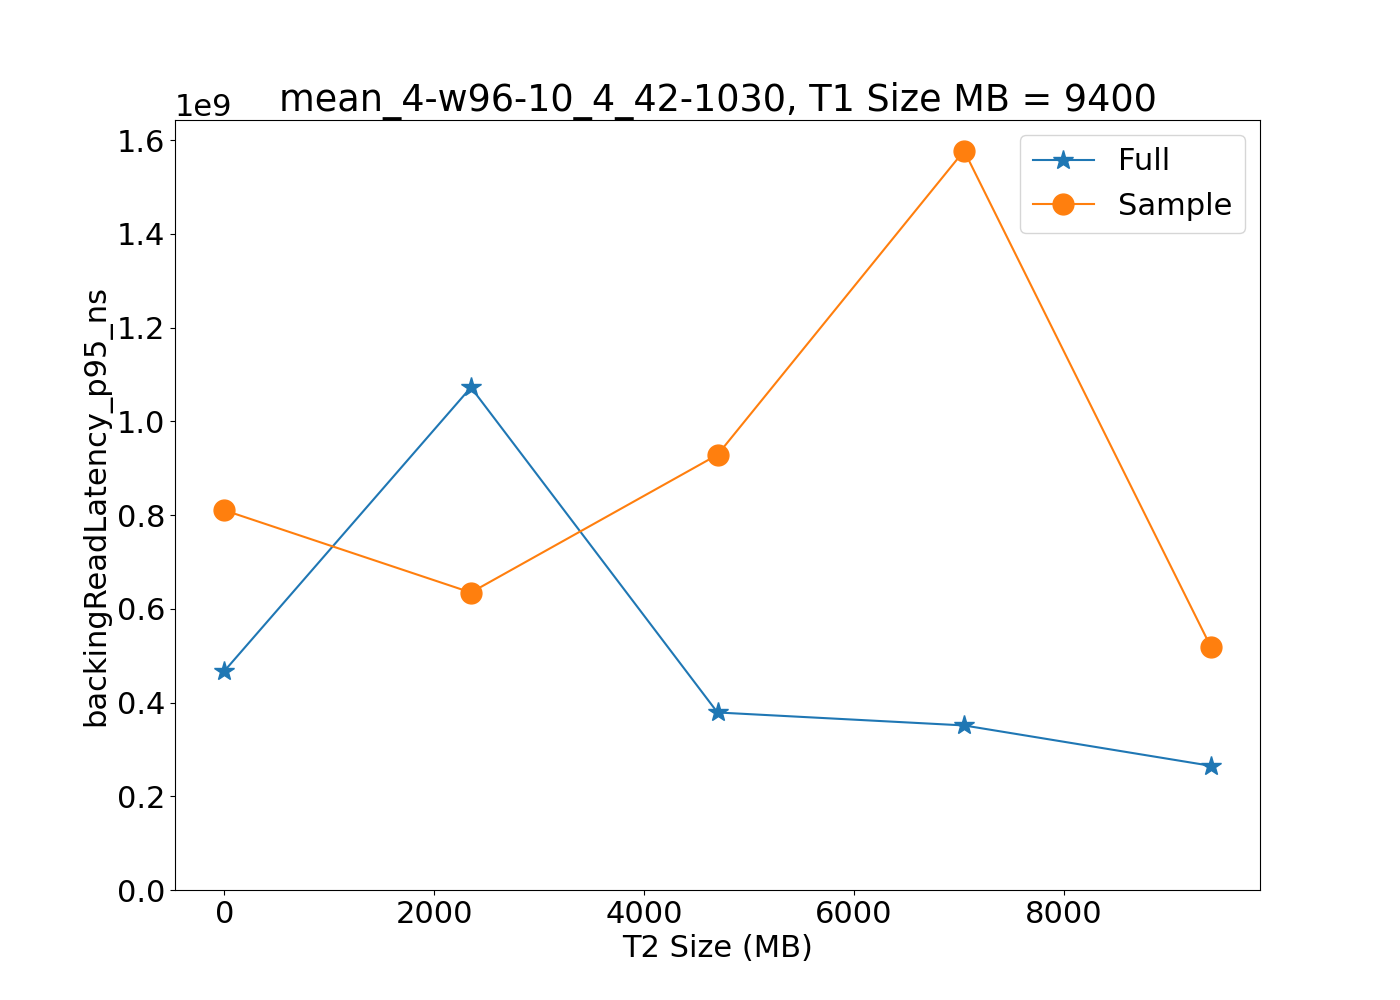 mean_4-w96-10_4_42-1030, T1 Size MB = 9400
1e9
1.6
1.4
1.2
1.0
0.8
0.6
0.4
0.2
0.0
backingReadLatency_p95_ns
Full
Sample
0
2000
4000
6000
8000
T2 Size (MB)